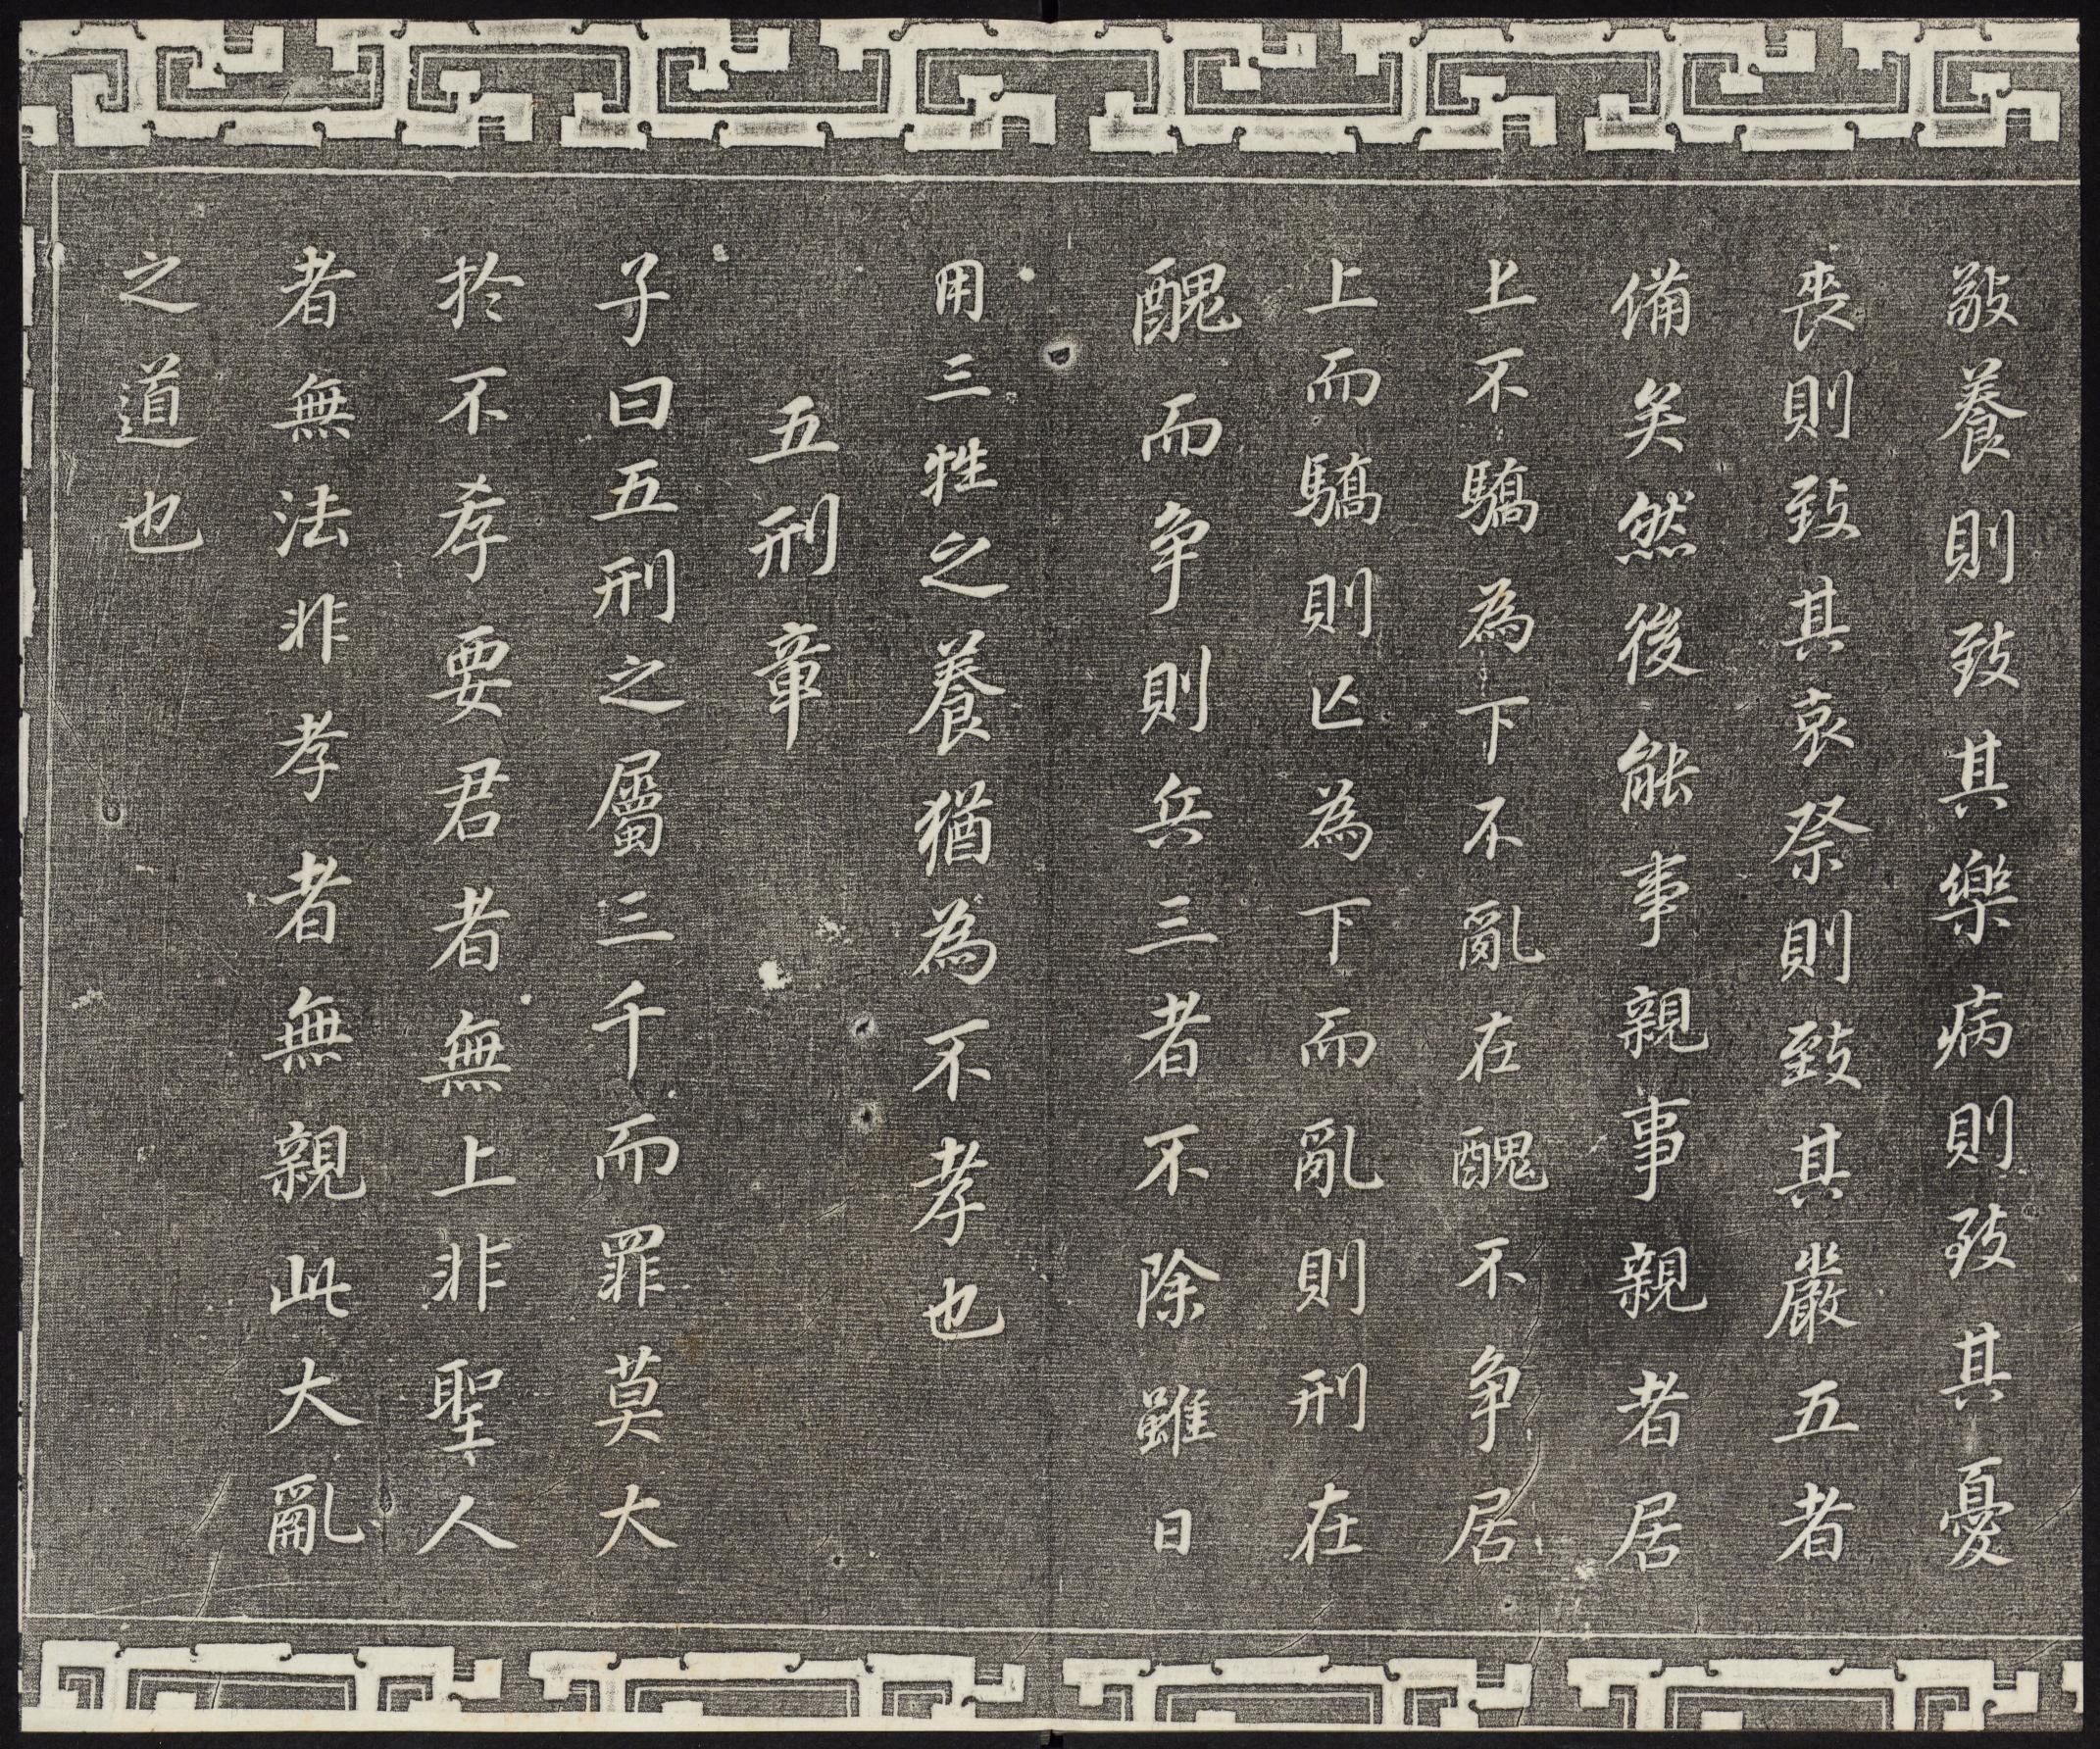 敬養則致其樂病則致其憂
喪則致其哀祭則致其嚴五者
備矣然後能事親事親者居
上不驕為下不亂在醜不爭居
上而驕則亡為下而亂則刑在
醜而爭則兵三者不除雖日
用三牲之養猶為不孝也
五刑章
子曰五刑之屬三千而罪莫大
於不孝要君者無上非聖人
者無法非孝者無親此大亂
之道也